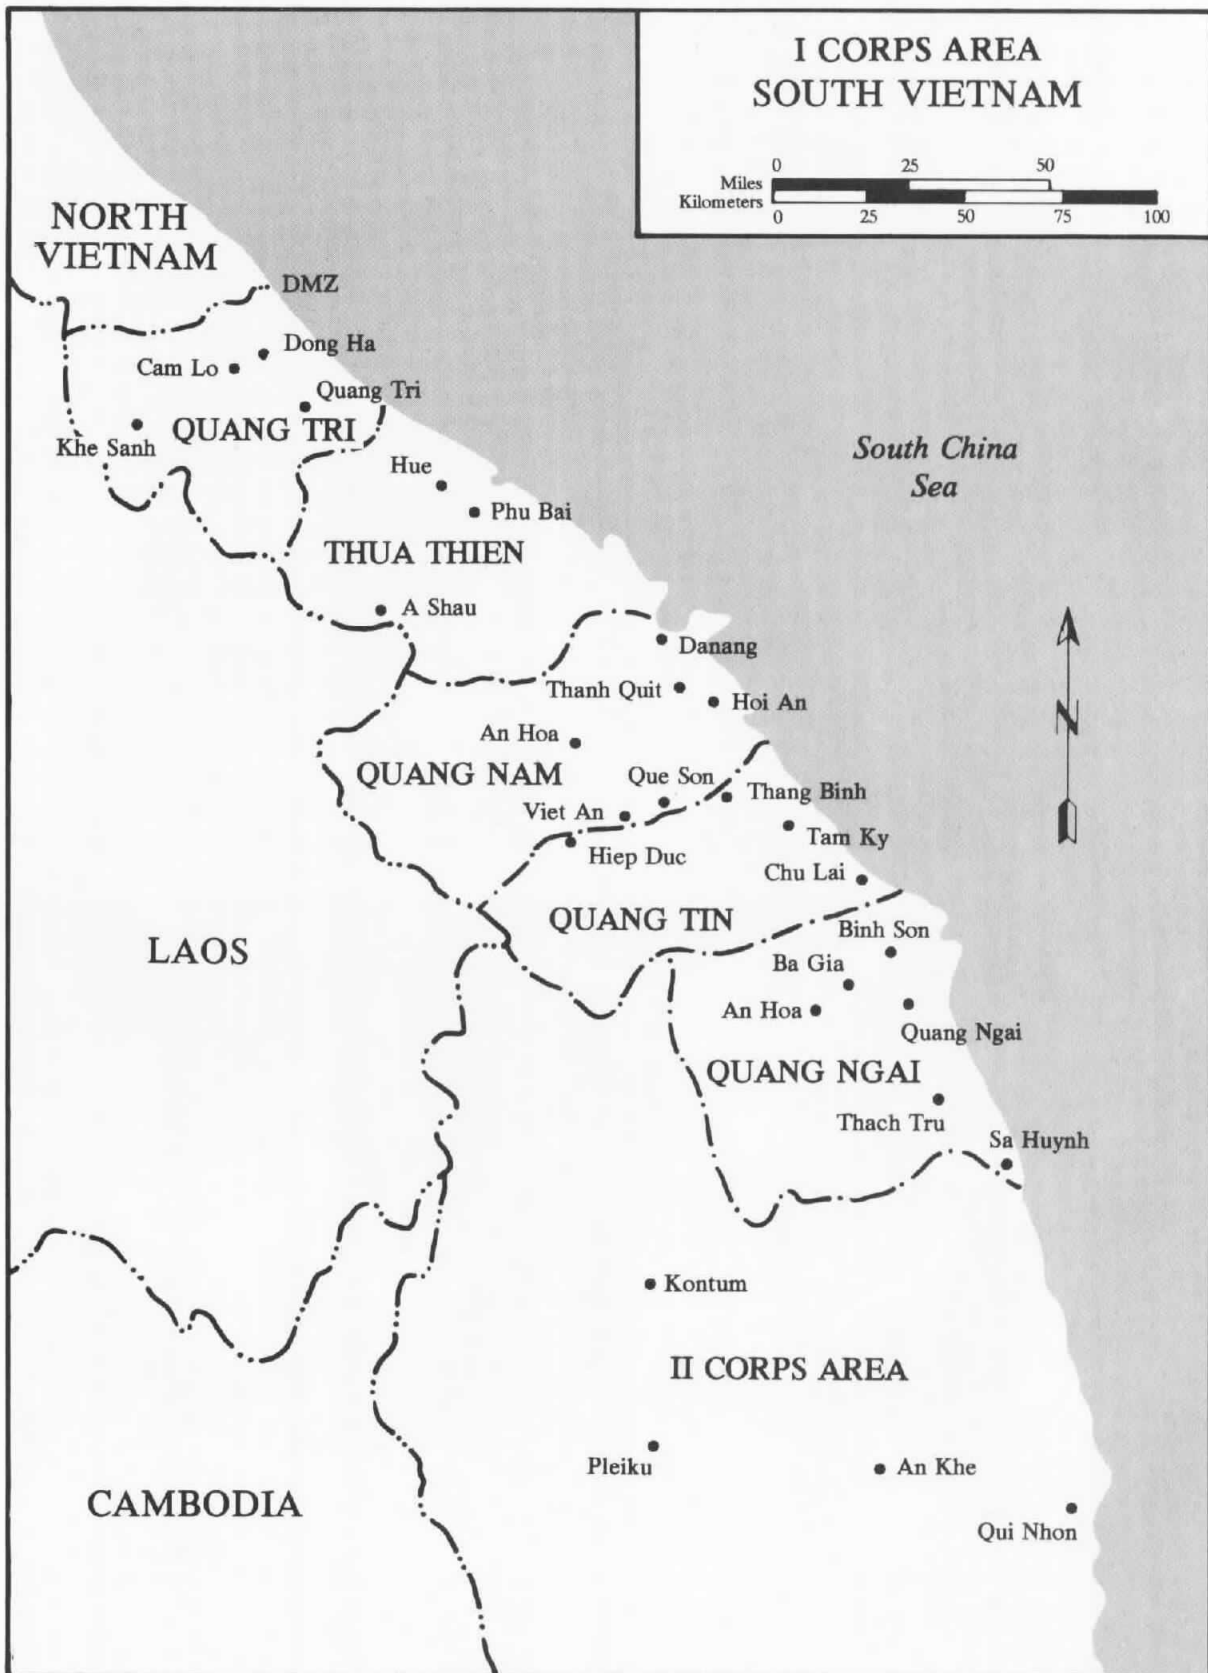 I CORPS AREA
SOUTH VIETNAM
0 25 50
Miles
Kilometers
0 25 50 75 100
NORTH
VIETNAM
DMZ
Dong Ha
Cam Lo
Quang Tri
QUANG TRI
Khe Sanh
South China
Sea
Hue
Phu Bai
THUA THIEN
A Shau
Danang
Thanh Quit
Hoi An
N
An Hoa
QUANG NAM
Que Son
Thang Binh
Viet An
Tam Ky
Hiep Duc
Chu Lai
QUANG TIN
Binh Son
LAOS
Ba Gia
An Hoa
Quang Ngai
QUANG NGAI
Thach Tru
Sa Huynh
Kontum
II CORPS AREA
Pleiku
An Khe
CAMBODIA
Qui Nhon